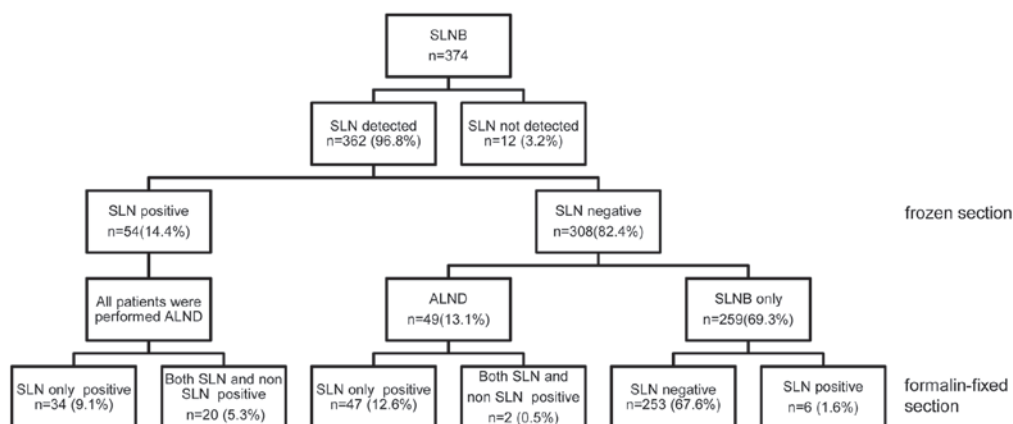 SLNB
n=374
SLN detected
n=362 (96.8%)
SLN not detected
n=12 (3.2%)
SLN positive
n=54(14.4%)
SLN negative
n=308(82.4%)
frozen section
All patients were
performed ALND
ALND
n=49(13.1%)
SLNB only
n=259(69.3%)
SLN only positive
n=34 (9.1%)
Both SLN and non
SLN positive
n=20 (5.3%)
SLN only positive
n=47 (12.6%)
Both SLN and
non SLN positive
n=2 (0.5%)
SLN negative
n=253 (67.6%)
SLN positive
n=6 (1.6%)
formalin-fixed
section